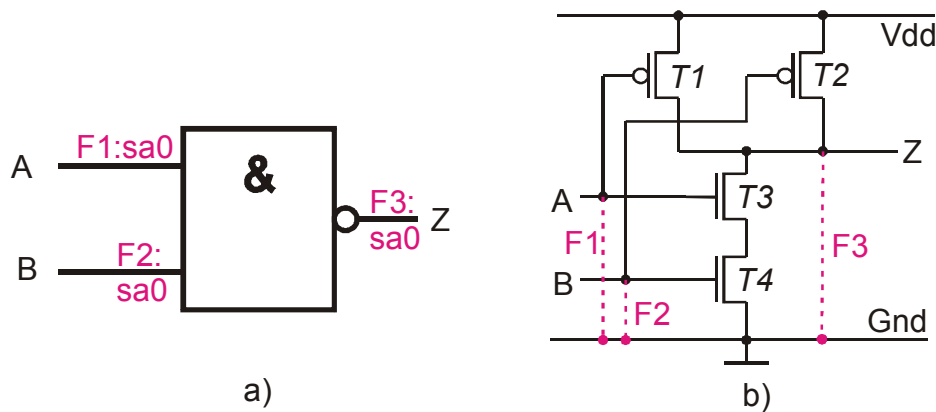 A
F1:sa0
&
F3:
sa0
Z
B
F2:
sa0
a)
Vdd
T1
T2
Z
A
T3
F1
F3
B
T4
F2
Gnd
b)